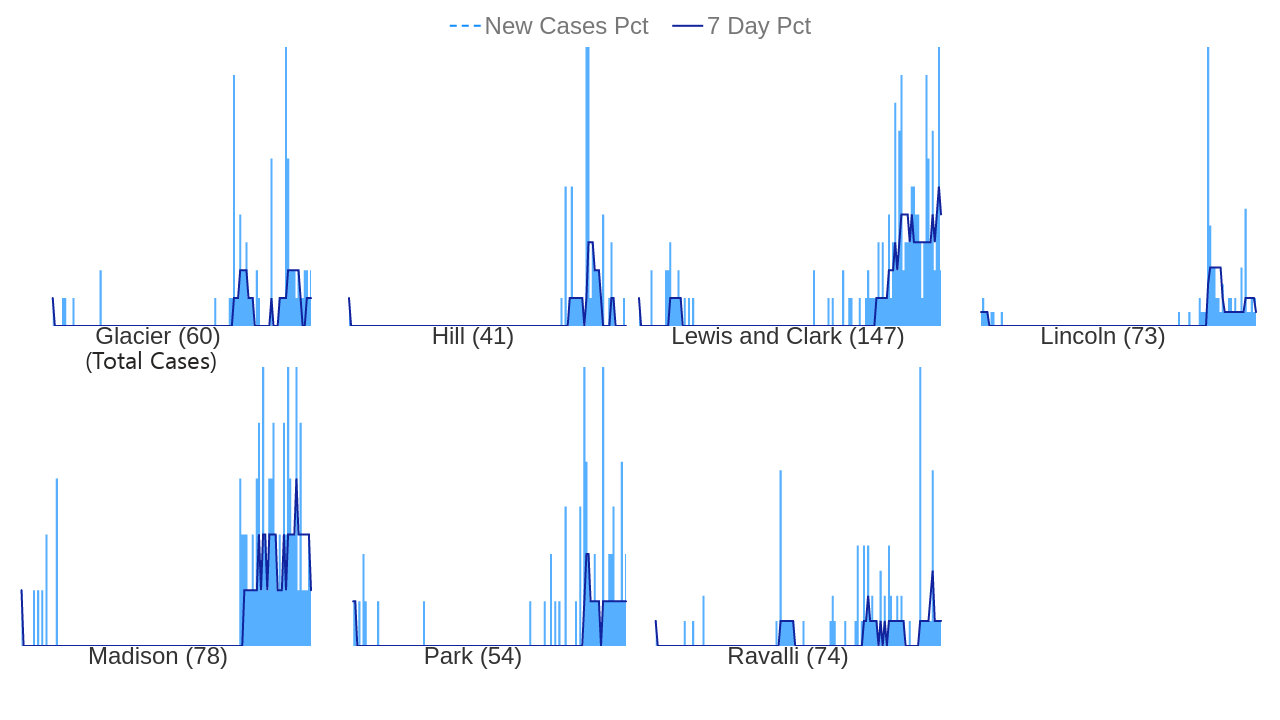 New Cases Pct 7 Day Pct
Glacier (60) Hill (41) Lewis and Clark (147) Lincoln (73)
(Total Cases)
Madison (78) Park (54) Ravalli (74)